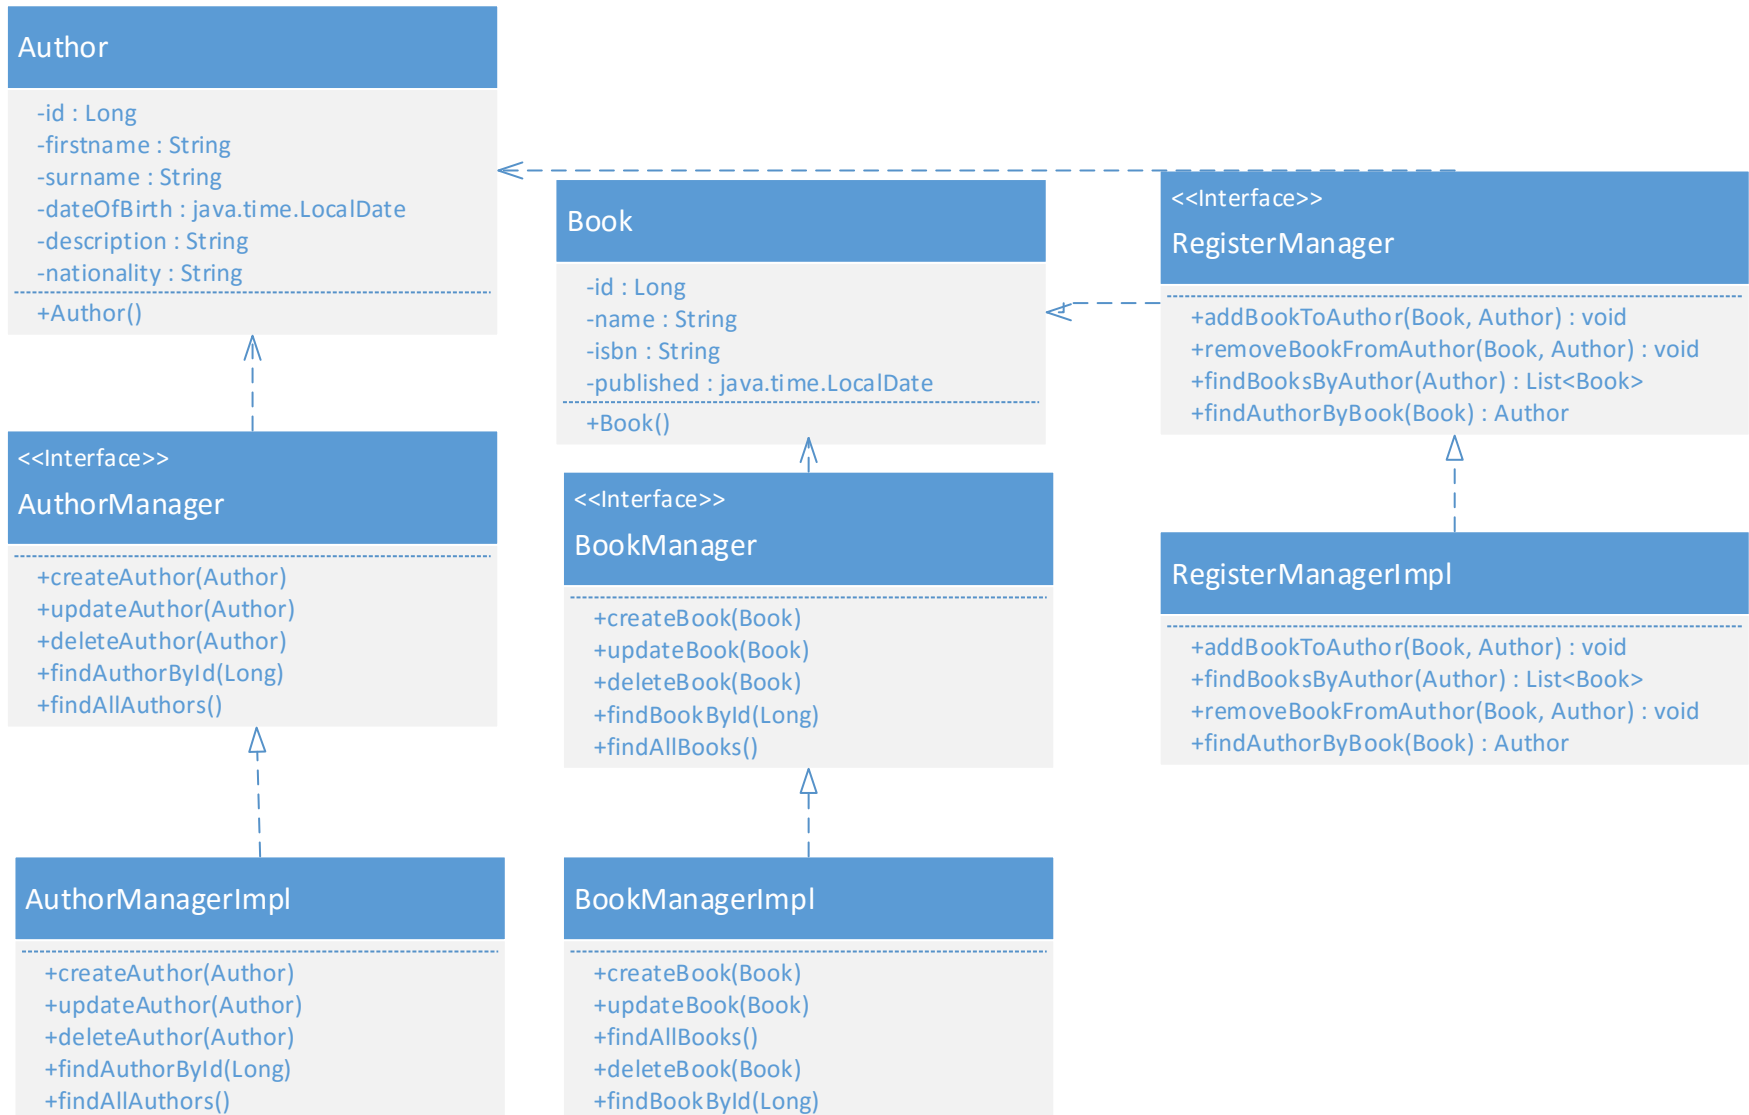 Author
-id : Long
-firstname : String
-surname : String
-dateOfBirth : java.time.LocalDate
-description : String
-nationality : String
+Author()
<<Interface>>
AuthorManager
+createAuthor(Author)
+updateAuthor(Author)
+deleteAuthor(Author)
+findAuthorById(Long)
+findAllAuthors()
AuthorManagerImpl
+createAuthor(Author)
+updateAuthor(Author)
+deleteAuthor(Author)
+findAuthorById(Long)
+findAllAuthors()
Book
-id : Long
-name : String
-isbn : String
-published : java.time.LocalDate
+Book()
<<Interface>>
BookManager
+createBook(Book)
+updateBook(Book)
+deleteBook(Book)
+findBookById(Long)
+findAllBooks()
BookManagerImpl
+createBook(Book)
+updateBook(Book)
+findAllBooks()
+deleteBook(Book)
+findBookById(Long)
<<Interface>>
RegisterManager
+addBookToAuthor(Book, Author) : void
+removeBookFromAuthor(Book, Author) : void
+findBooksByAuthor(Author) : List<Book>
+findAuthorByBook(Book) : Author
RegisterManagerImpl
+addBookToAuthor(Book, Author) : void
+findBooksByAuthor(Author) : List<Book>
+removeBookFromAuthor(Book, Author) : void
+findAuthorByBook(Book) : Author